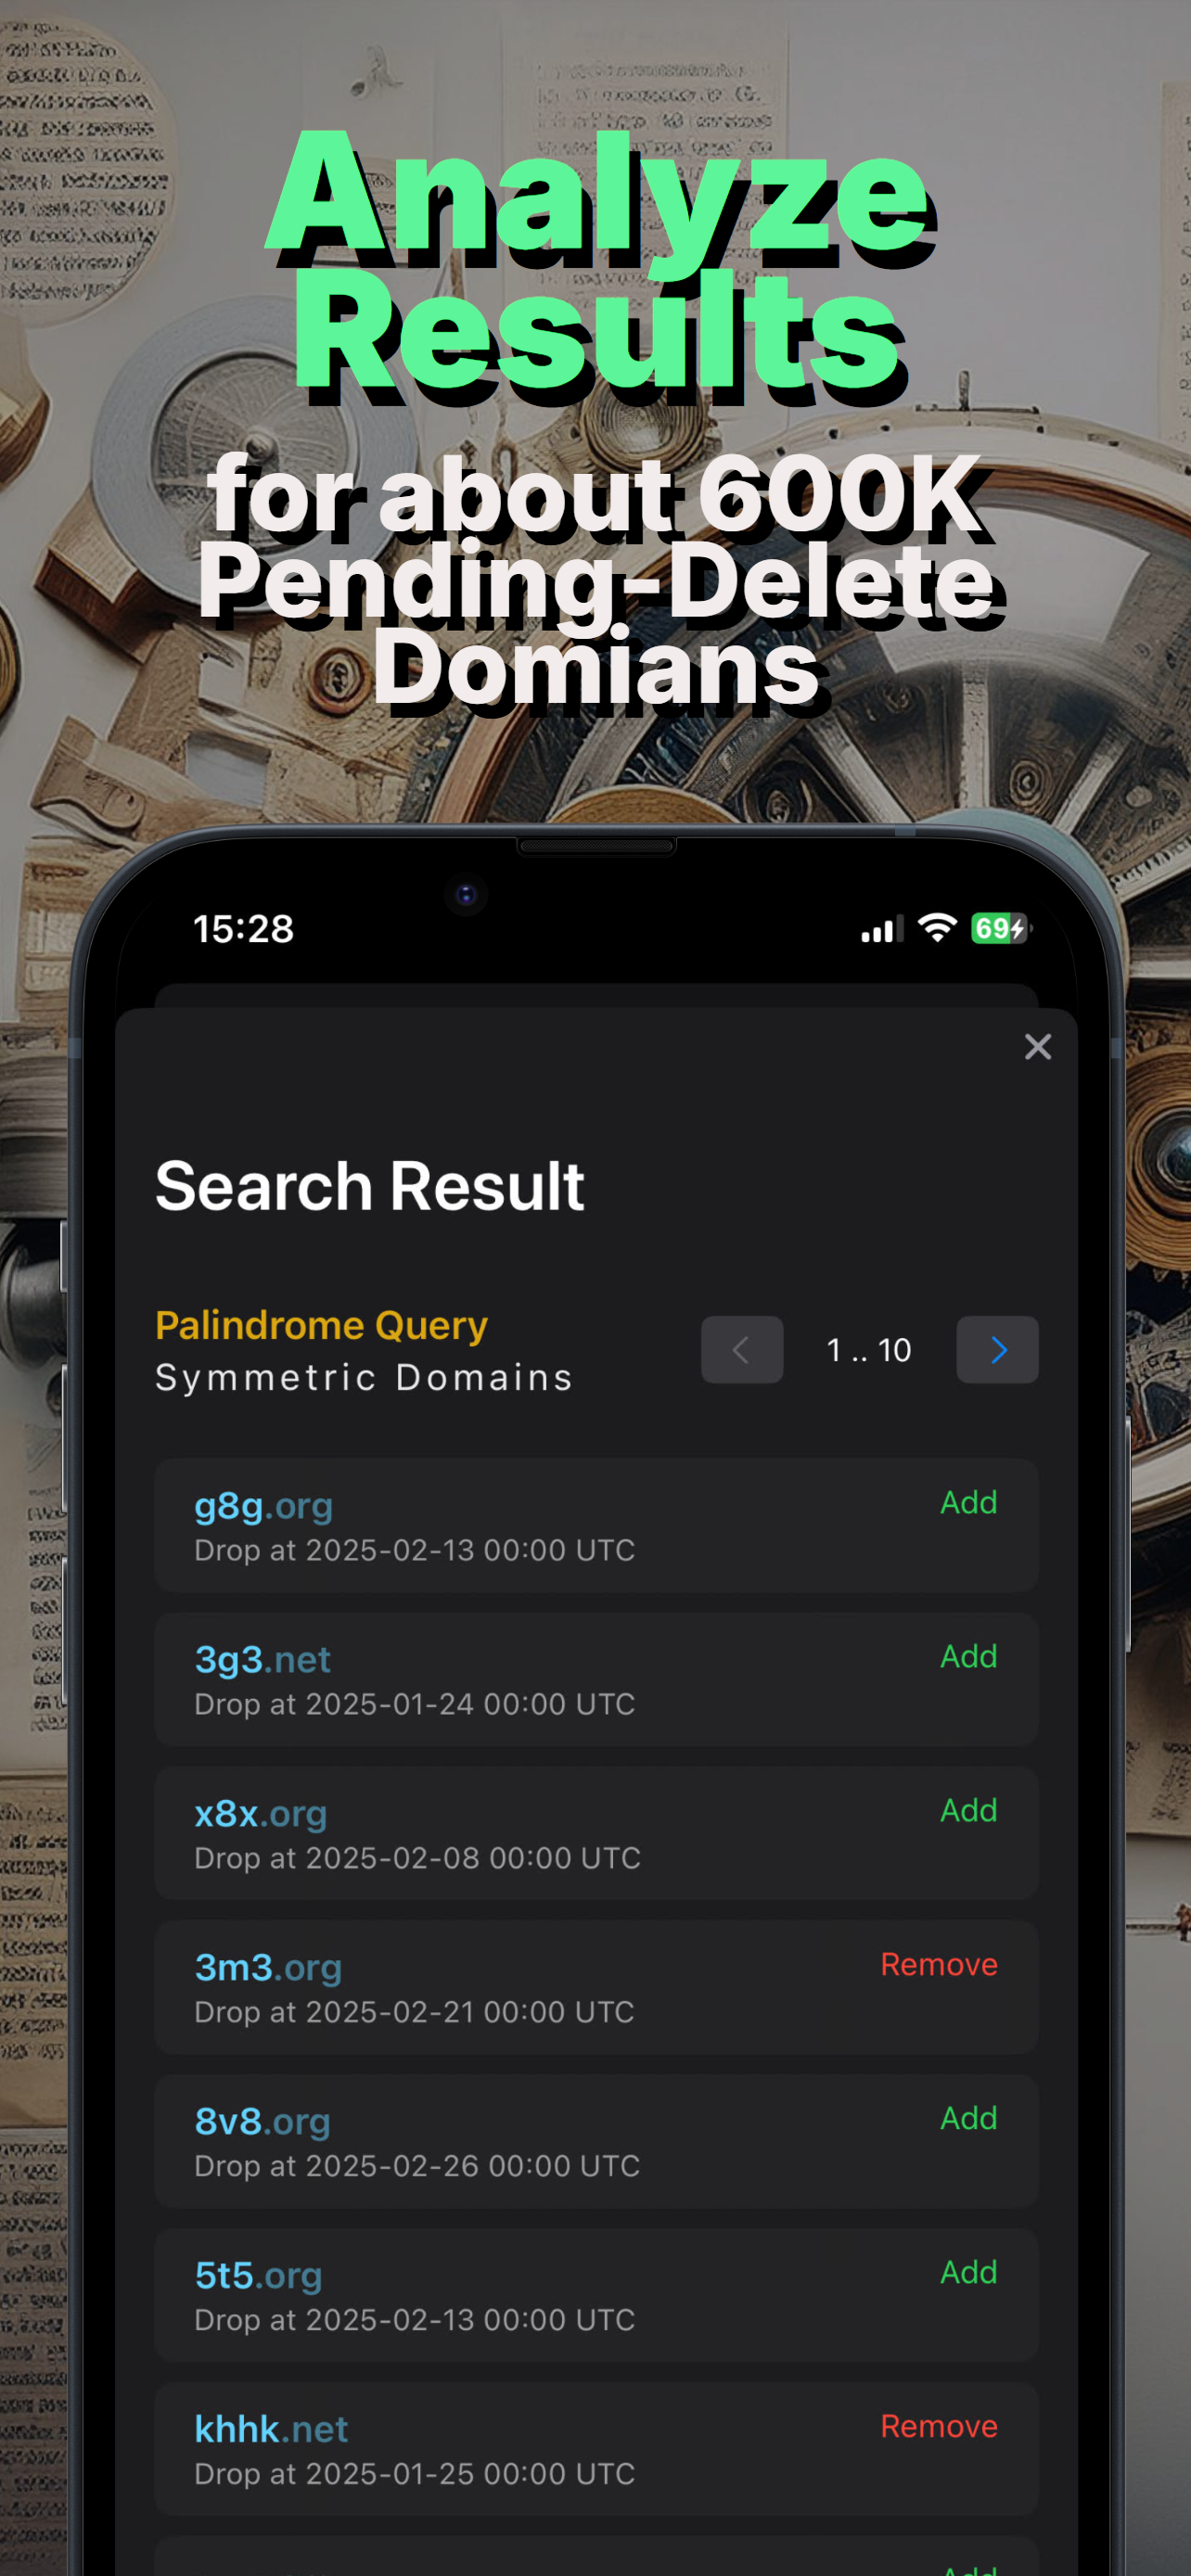 Analyze
Results
for about 600K
Pending-Delete
Domians
15:28
69
Search Result
Palindrome Query
Symmetric Domains
1 .. 10
g8g.org
Add
Drop at 2025-02-13 00:00 UTC
3g3.net
Add
Drop at 2025-01-24 00:00 UTC
x8x.org
Add
Drop at 2025-02-08 00:00 UTC
3m3.org
Remove
Drop at 2025-02-21 00:00 UTC
8v8.org
Add
Drop at 2025-02-26 00:00 UTC
5t5.org
Add
Drop at 2025-02-13 00:00 UTC
khhk.net
Remove
Drop at 2025-01-25 00:00 UTC